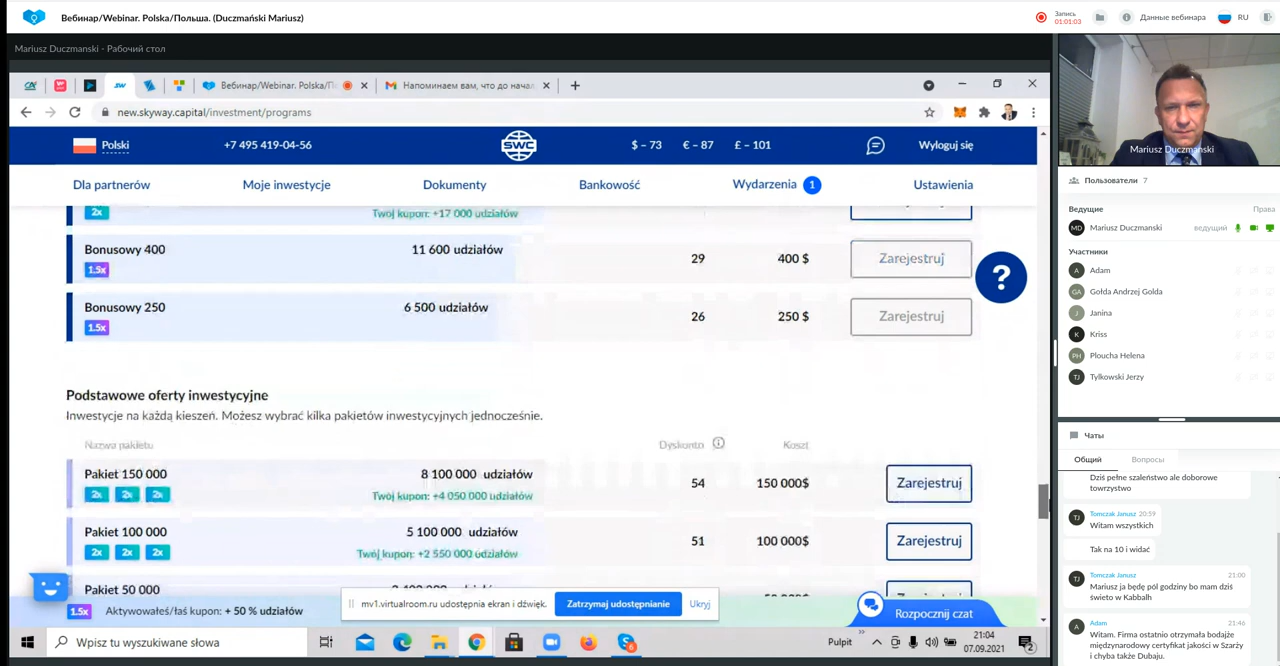 Вебинар/Webinar. Polska/Польша. (Duczmański Mariusz)
Запись
01:01:03
Данные вебинара
RU
Mariusz Duczmanski - Рабочий стол
Вебинар/Webinar. Polska/П
Напоминаем вам, что до начал
new.skyway.capital/investment/programs
Polski
+7 495 419-04-56
SWC
$ – 73
€ – 87
£ – 101
Wyloguj się
Dla partnerów
Moje inwestycje
Dokumenty
Bankowość
Wydarzenia 1
Ustawienia
2x
Twój kupon: +17 000 udziałów
Bonusowy 400
11 600 udziałów
1.5x
29
400 $
Zarejestruj
?
Bonusowy 250
6 500 udziałów
1.5x
26
250 $
Zarejestruj
Podstawowe oferty inwestycyjne
Inwestycje na każdą kieszeń. Możesz wybrać kilka pakietów inwestycyjnych jednocześnie.
Nazwa pakietu
Dyskonto
Koszt
Pakiet 150 000
8 100 000 udziałów
2x 2x 2x
Twój kupon: +4 050 000 udziałów
54
150 000$
Zarejestruj
Pakiet 100 000
5 100 000 udziałów
2x 2x 2x
Twój kupon: +2 550 000 udziałów
51
100 000$
Zarejestruj
Pakiet 50 000
1.5x
Aktywowałeś/łaś kupon: + 50 % udziałów
mv1.virtualroom.ru udostępnia ekran i dźwięk.
Zatrzymaj udostępnianie
Ukryj
Rozpocznij czat
Wpisz tu wyszukiwane słowa
Pulpit
21:04
07.09.2021
2
Mariusz Duczmanski
Пользователи 7
Ведущие
Права
MD
Mariusz Duczmanski
ведущий
Участники
A
Adam
GA
Gołda Andrzej Golda
J
Janina
K
Kriss
PH
Ploucha Helena
TJ
Tylkowski Jerzy
Чаты
Общий
Вопросы
Dziś pełne szaleństwo ale doborowe
towrzystwo
TJ
Tomczak Janusz 20:59
Witam wszystkich
Tak na 10 i widać
TJ
Tomczak Janusz
21:00
Mariusz ja będę pól godziny bo mam dziś
świeto w Kabbalh
A
Adam
21:46
Witam. Firma ostatnio otrzymała bodajże
międzynarodowy certyfikat jakości w Szarży
i chyba także Dubaju.